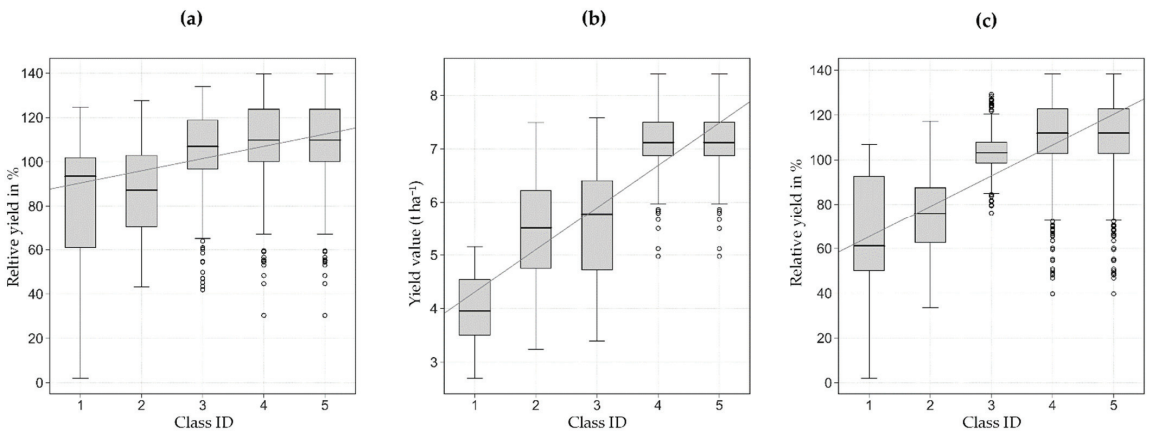 (a)
(b)
(c)
Reltive yield in %
140
120
100
80
60
40
20
0
1 2 3 4 5
Class ID
Yield value (t ha⁻¹)
8
7
6
5
4
3
1 2 3 4 5
Class ID
Relative yield in %
140
120
100
80
60
40
20
0
1 2 3 4 5
Class ID